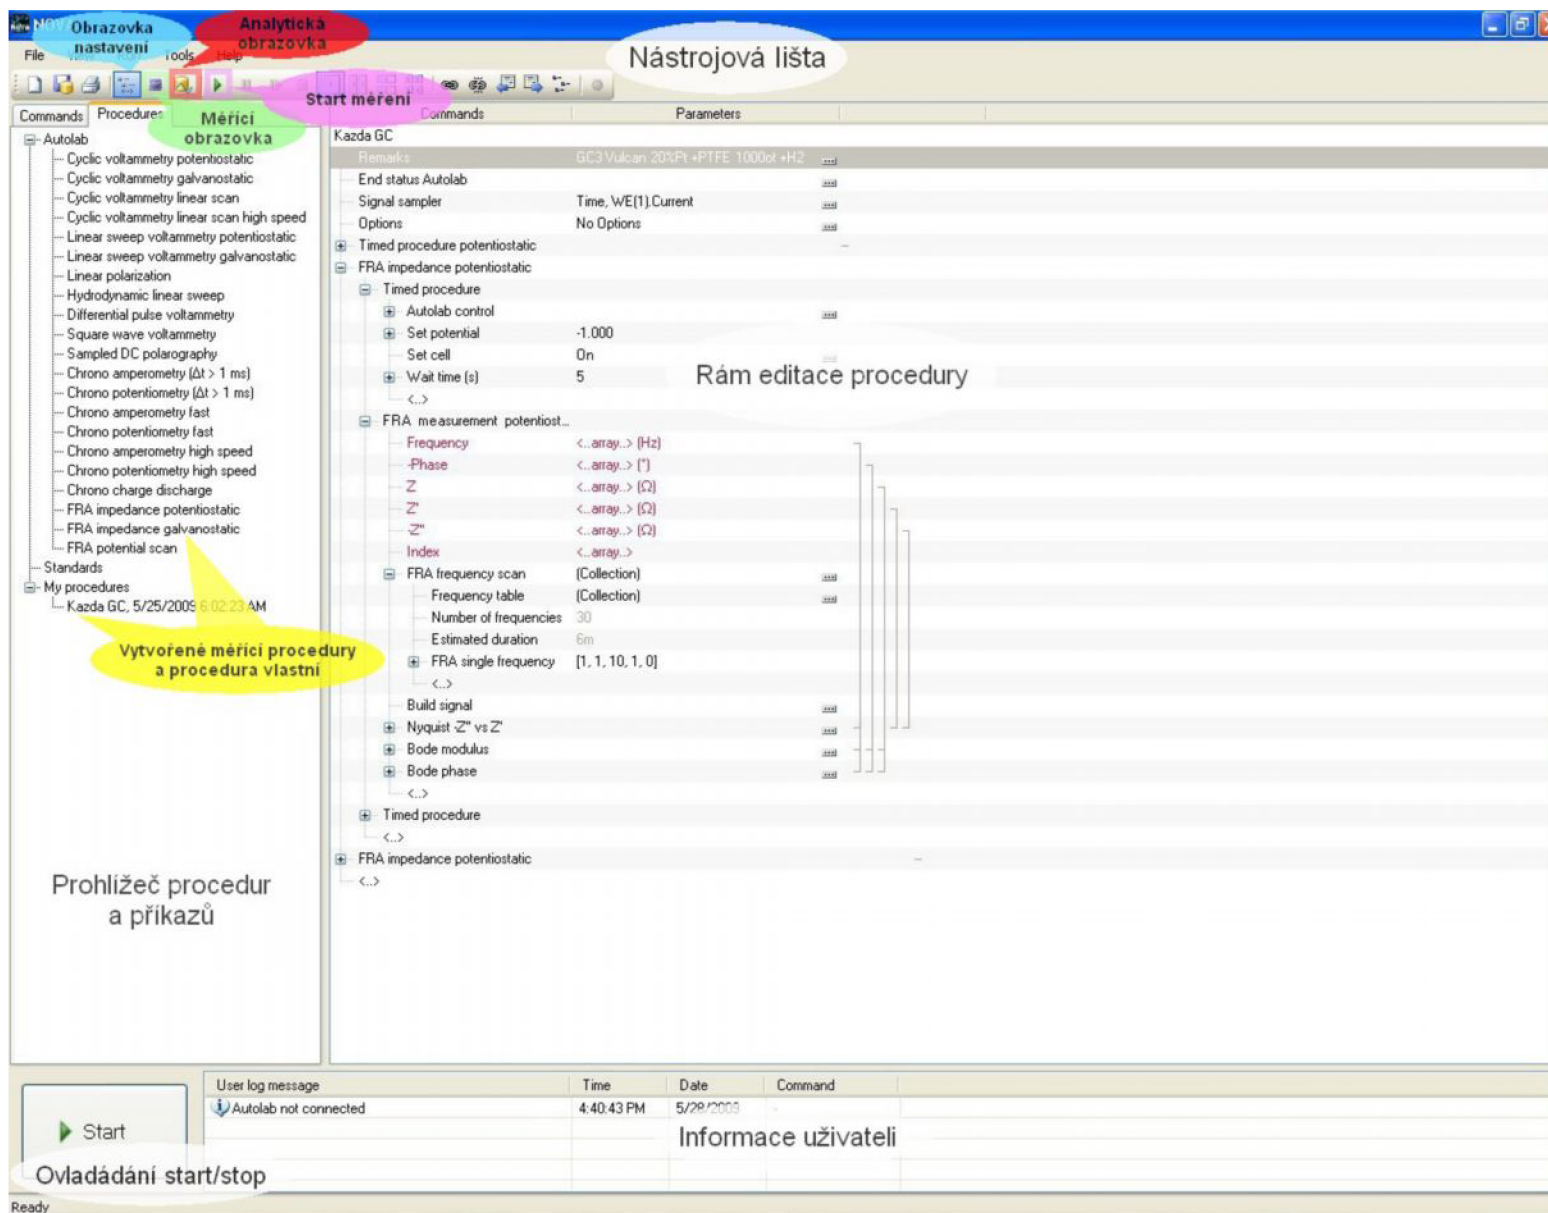 NOV
Obrazovka
nastavení
Analytická
obrazovka
File
Tools
Help
Nástrojová lišta
Start měření
Měřící
obrazovka
Commands Procedures
Autolab
Cyclic voltammetry potentiostatic
Cyclic voltammetry galvanostatic
Cyclic voltammetry linear scan
Cyclic voltammetry linear scan high speed
Linear sweep voltammetry potentiostatic
Linear sweep voltammetry galvanostatic
Linear polarization
Hydrodynamic linear sweep
Differential pulse voltammetry
Square wave voltammetry
Sampled DC polarography
Chrono amperometry (Δt > 1 ms)
Chrono potentiometry (Δt > 1 ms)
Chrono amperometry fast
Chrono potentiometry fast
Chrono amperometry high speed
Chrono potentiometry high speed
Chrono charge discharge
FRA impedance potentiostatic
FRA impedance galvanostatic
FRA potential scan
Standards
My procedures
Kazda GC, 5/25/2009 6:02:23 AM
Vytvořené měřící procedury
a procedura vlastní
Prohlížeč procedur
a příkazů
Commands Parameters
Kazda GC
Remarks GC3 Vulcan 20%Pt +PTFE 1000ot +H2
End status Autolab
Signal sampler Time, WE(1).Current
Options No Options
Timed procedure potentiostatic
FRA impedance potentiostatic
Timed procedure
Autolab control
Set potential -1.000
Set cell On
Wait time (s) 5
<..>
Rám editace procedury
FRA measurement potentiost...
Frequency <..array..> (Hz)
-Phase <..array..> (°)
Z <..array..> (Ω)
Z' <..array..> (Ω)
-Z'' <..array..> (Ω)
Index <..array..>
FRA frequency scan (Collection)
Frequency table (Collection)
Number of frequencies 30
Estimated duration 6m
FRA single frequency [1, 1, 10, 1, 0]
<..>
Build signal
Nyquist -Z'' vs Z'
Bode modulus
Bode phase
<..>
Timed procedure
<..>
FRA impedance potentiostatic
<..>
User log message Time Date Command
Autolab not connected 4:40:43 PM 5/28/2009 -
Start
Informace uživateli
Ovladádání start/stop
Ready